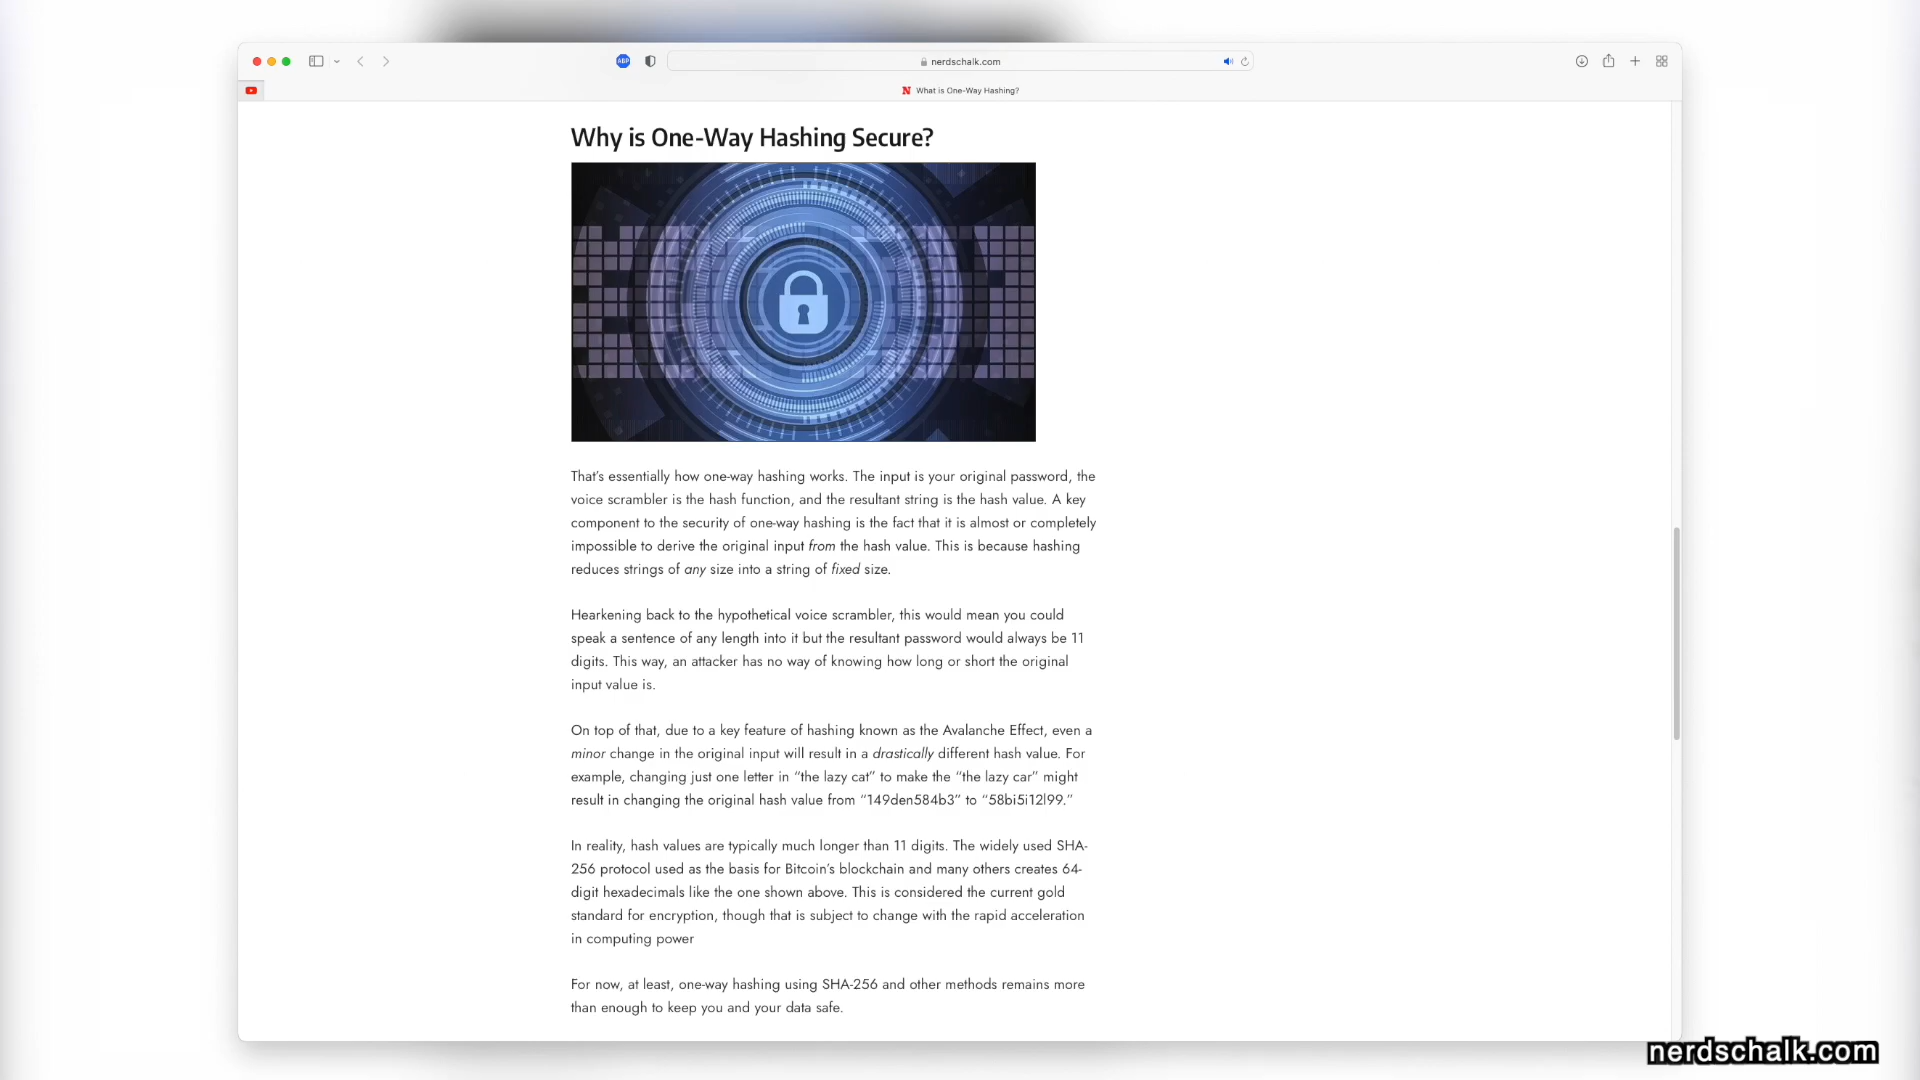 ABP
nerdschalk.com
N What is One-Way Hashing?
Why is One-Way Hashing Secure?
That's essentially how one-way hashing works. The input is your original password, the
voice scrambler is the hash function, and the resultant string is the hash value. A key
component to the security of one-way hashing is the fact that it is almost or completely
impossible to derive the original input from the hash value. This is because hashing
reduces strings of any size into a string of fixed size.
Hearkening back to the hypothetical voice scrambler, this would mean you could
speak a sentence of any length into it but the resultant password would always be 11
digits. This way, an attacker has no way of knowing how long or short the original
input value is.
On top of that, due to a key feature of hashing known as the Avalanche Effect, even a
minor change in the original input will result in a drastically different hash value. For
example, changing just one letter in “the lazy cat” to make the “the lazy car” might
result in changing the original hash value from “149den584b3” to “58bi5i12l99.”
In reality, hash values are typically much longer than 11 digits. The widely used SHA-
256 protocol used as the basis for Bitcoin's blockchain and many others creates 64-
digit hexadecimals like the one shown above. This is considered the current gold
standard for encryption, though that is subject to change with the rapid acceleration
in computing power
For now, at least, one-way hashing using SHA-256 and other methods remains more
than enough to keep you and your data safe.
nerdschalk.com